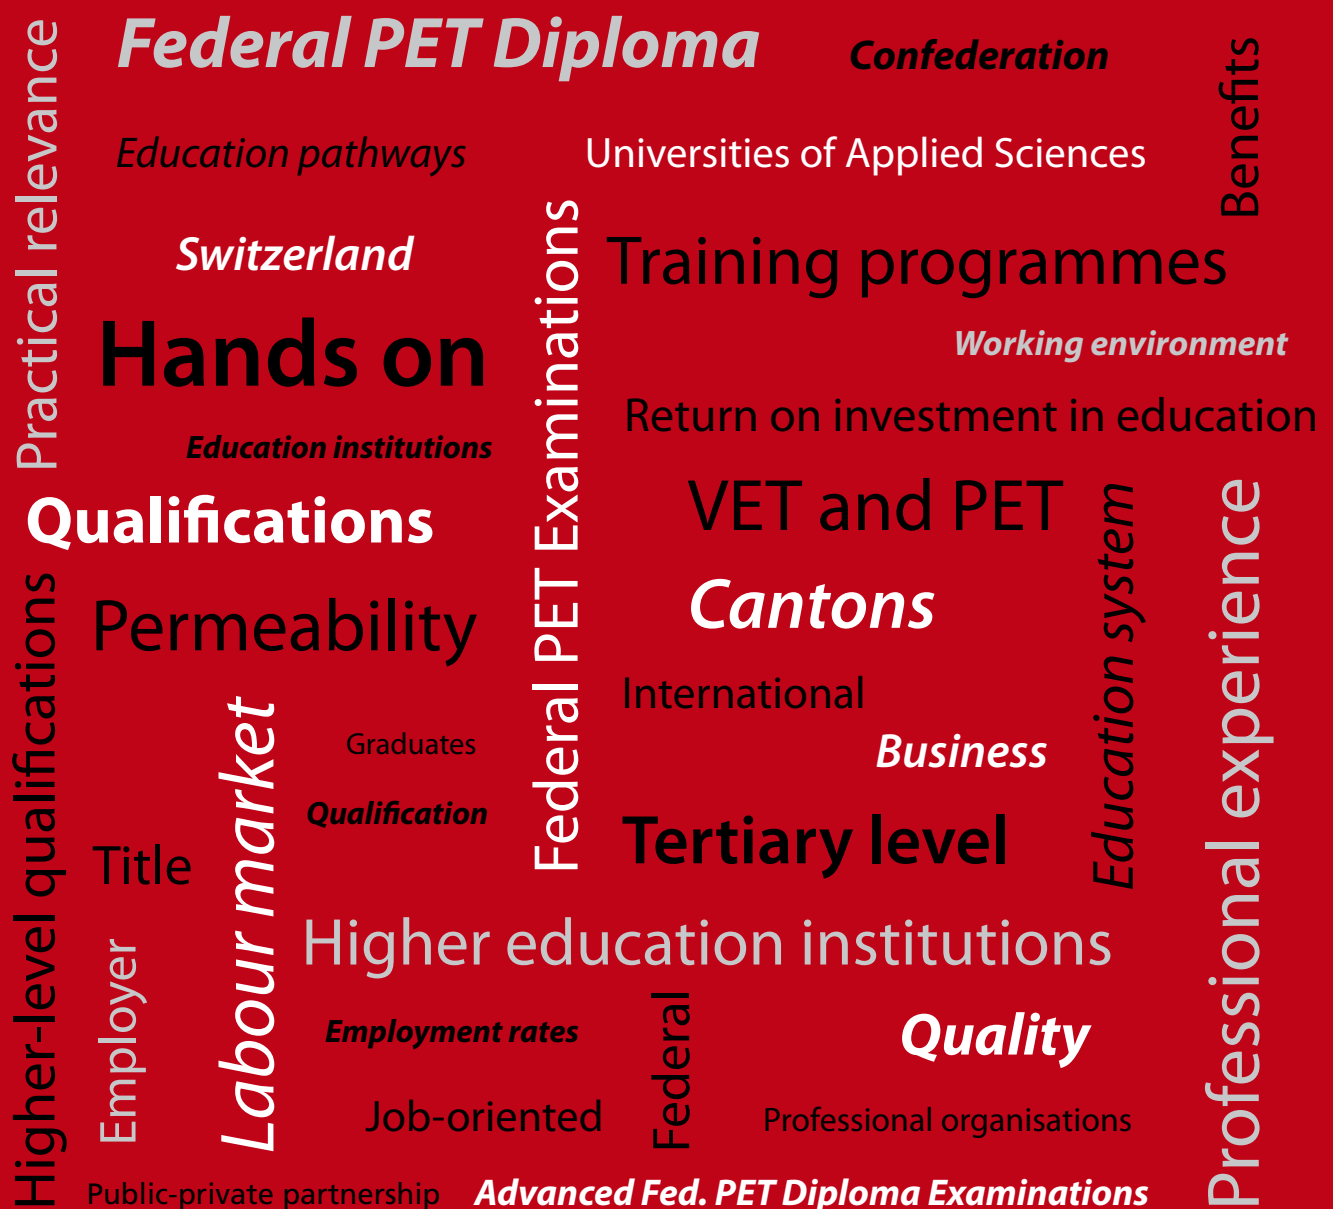 Federal PET Diploma
Confederation
Benefits
Practical relevance
Education pathways
Universities of Applied Sciences
Switzerland
Federal PET Examinations
Training programmes
Hands on
Working environment
Return on investment in education
Education institutions
Qualifications
VET and PET
Education system
Professional experience
Higher-level qualifications
Permeability
Cantons
International
Labour market
Graduates
Business
Qualification
Title
Tertiary level
Higher education institutions
Employer
Employment rates
Federal
Quality
Job-oriented
Professional organisations
Public-private partnership
Advanced Fed. PET Diploma Examinations